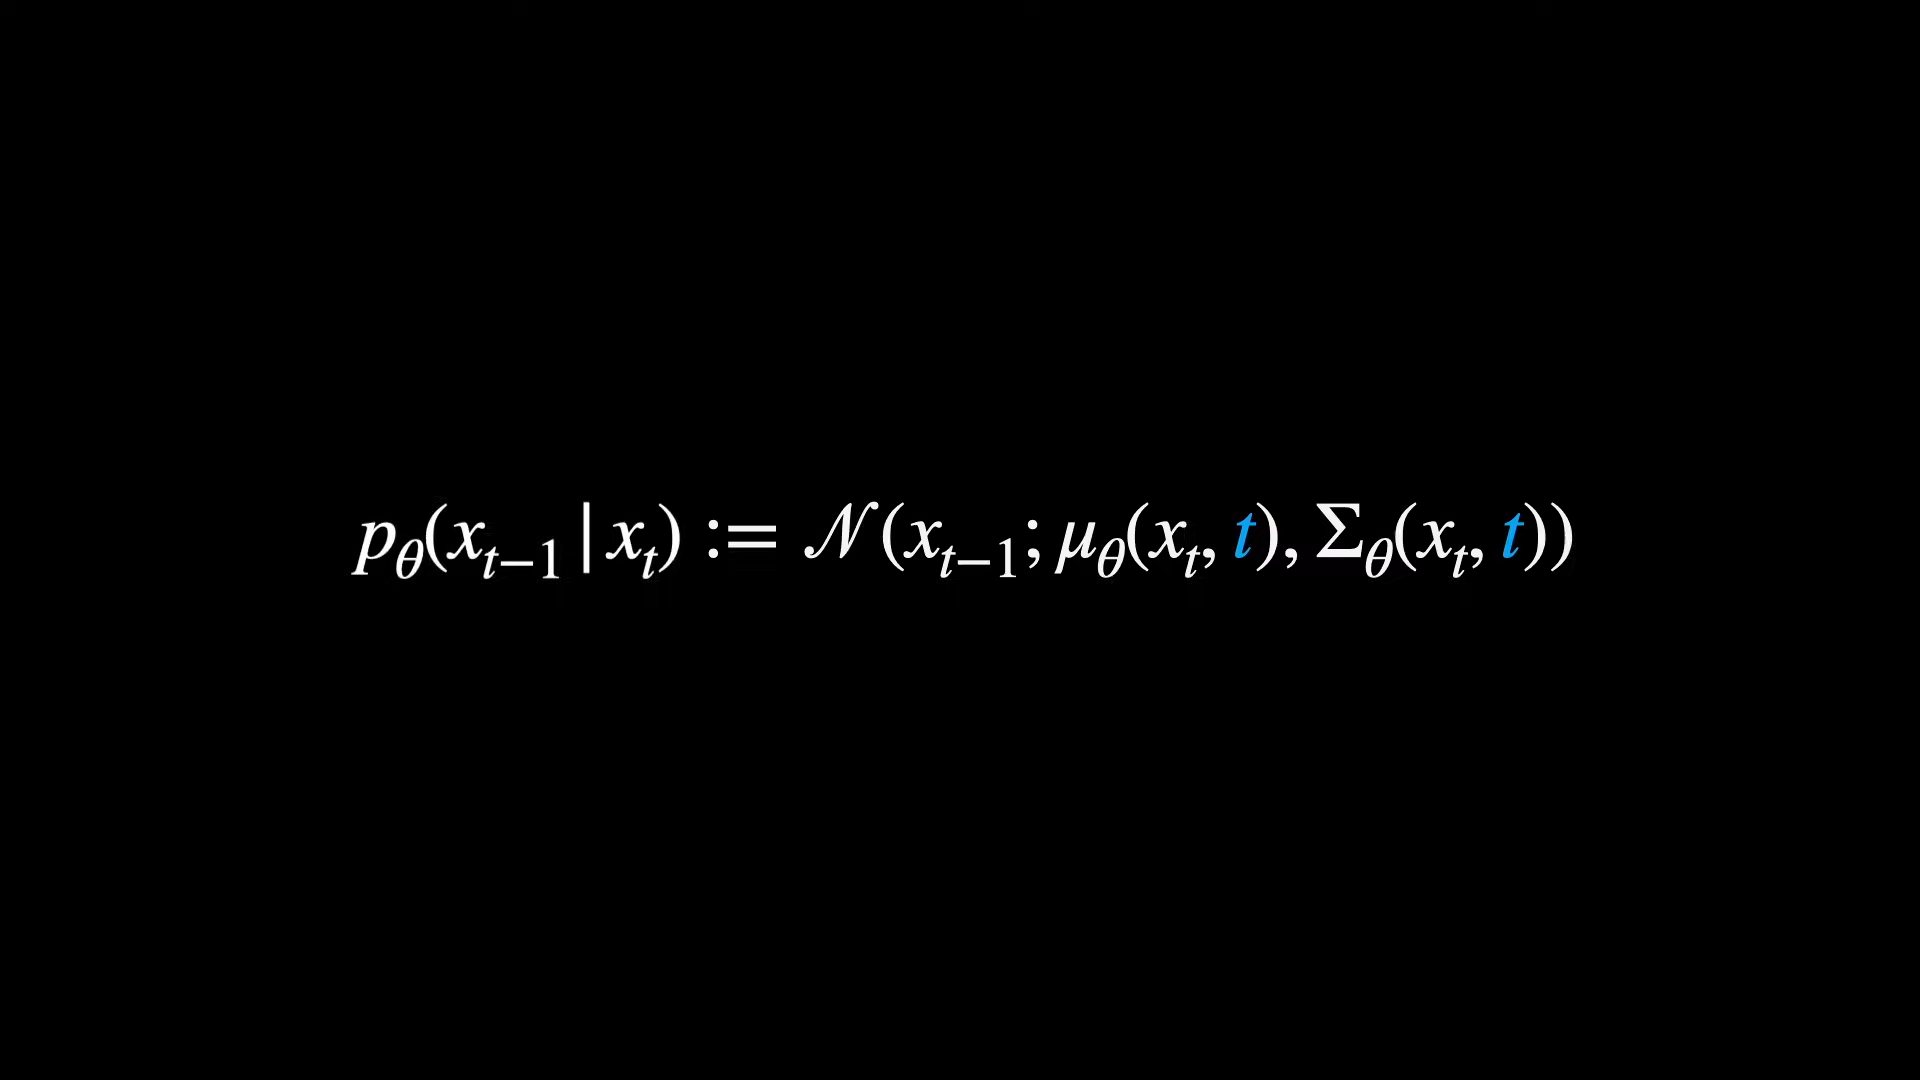 p_θ(x_{t−1} | x_t) := 𝒩(x_{t−1}; μ_θ(x_t, t), Σ_θ(x_t, t))